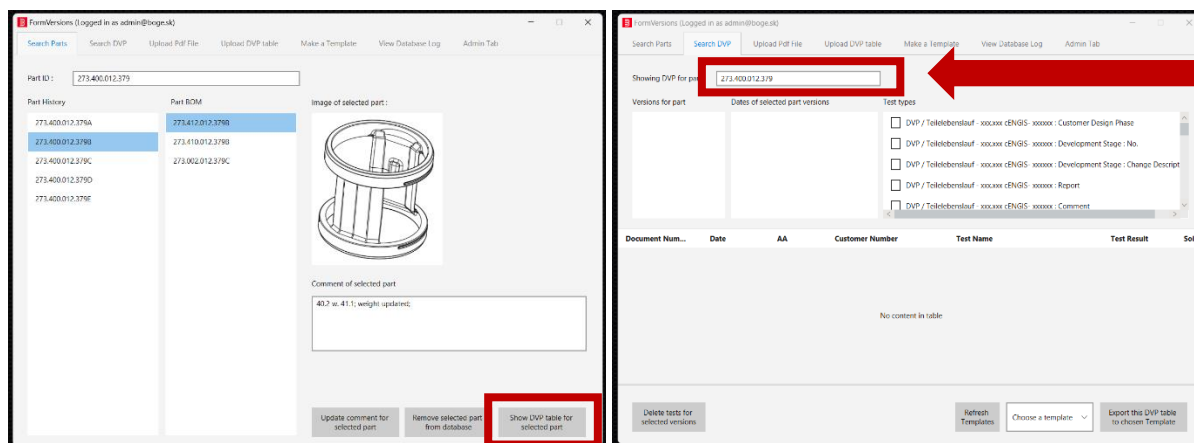 FormVersions (Logged in as admin@boge.sk)
Search Parts Search DVP Upload Pdf File Upload DVP table Make a Template View Database Log Admin Tab
Part ID : 273.400.012.379
Part History Part BOM Image of selected part :
273.400.012.379A 273.412.012.379B
273.400.012.379B 273.410.012.379B
273.400.012.379C 273.002.012.379C
273.400.012.379D
273.400.012.379E
Comment of selected part
40.2 w. 41.1; weight updated;
Update comment for selected part
Remove selected part from database
Show DVP table for selected part
FormVersions (Logged in as admin@boge.sk)
Search Parts Search DVP Upload Pdf File Upload DVP table Make a Template View Database Log Admin Tab
Showing DVP for par 273.400.012.379
Versions for part Dates of selected part versions Test types
DVP / Teilelebenslauf - xxx.xxx cENGIS- xxxxxx : Customer Design Phase
DVP / Teilelebenslauf - xxx.xxx cENGIS- xxxxxx : Development Stage : No.
DVP / Teilelebenslauf - xxx.xxx cENGIS- xxxxxx : Development Stage : Change Descript
DVP / Teilelebenslauf - xxx.xxx cENGIS- xxxxxx : Report
DVP / Teilelebenslauf - xxx.xxx cENGIS- xxxxxx : Comment
Document Num... Date AA Customer Number Test Name Test Result Sol
No content in table
Delete tests for selected versions
Refresh Templates
Choose a template
Export this DVP table to chosen Template